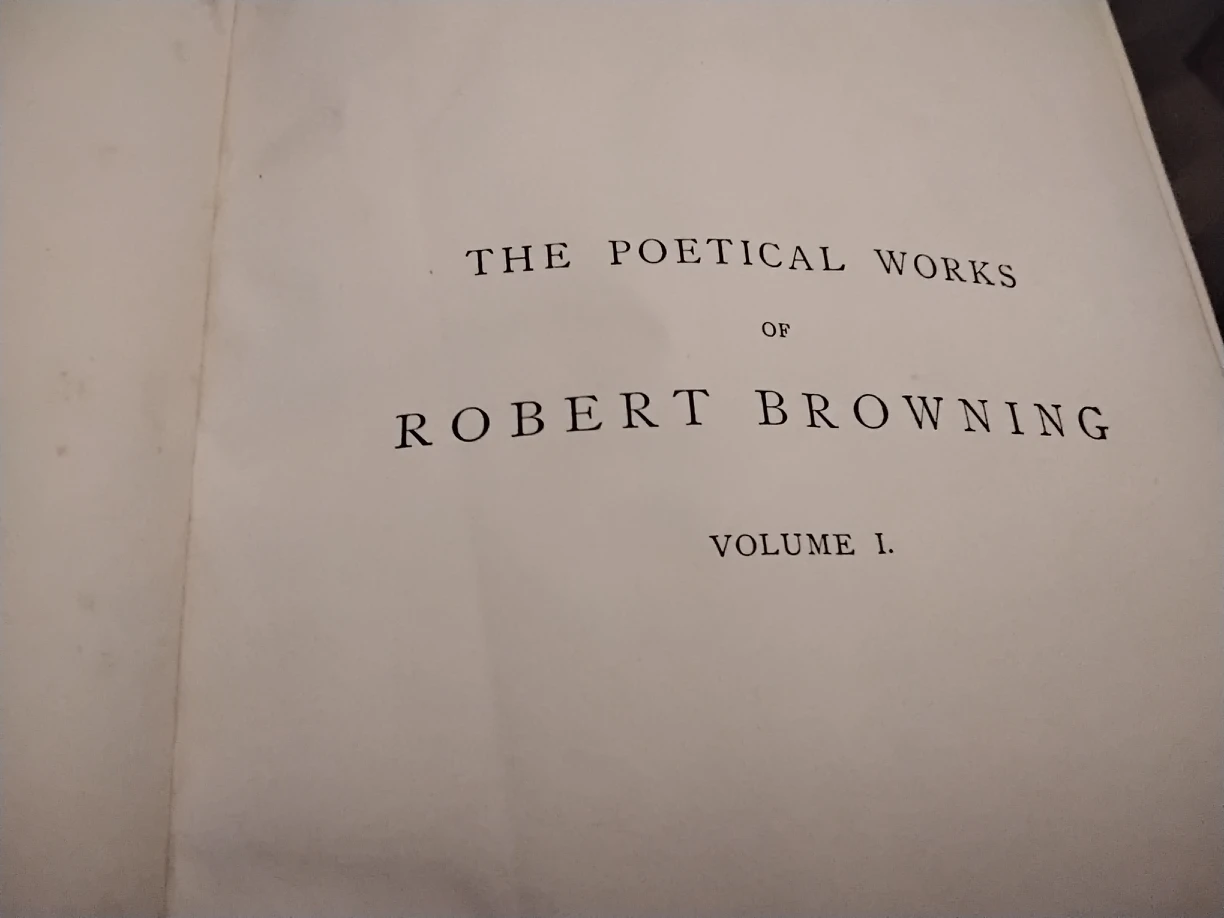 THE POETICAL WORKS
OF
ROBERT BROWNING
VOLUME I.